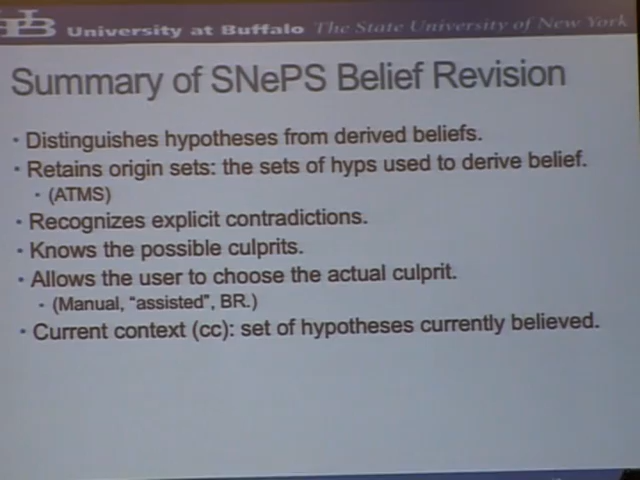 University at Buffalo The State University of New York
Summary of SNePS Belief Revision
• Distinguishes hypotheses from derived beliefs.
• Retains origin sets: the sets of hyps used to derive belief.
• (ATMS)
• Recognizes explicit contradictions.
• Knows the possible culprits.
• Allows the user to choose the actual culprit.
• (Manual, “assisted”, BR.)
• Current context (cc): set of hypotheses currently believed.